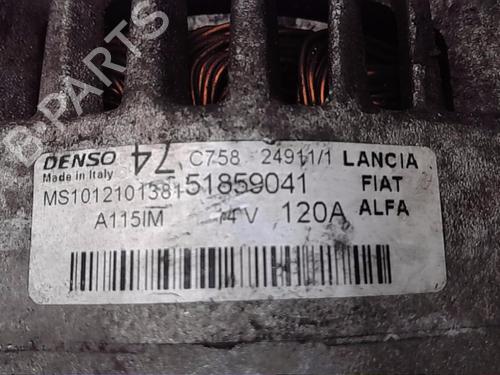 B-PARTS
DENSO 74 C758 24911/1 LANCIA
Made in Italy
MS1012101381 51859041 FIAT
A115IM 14V 120A ALFA